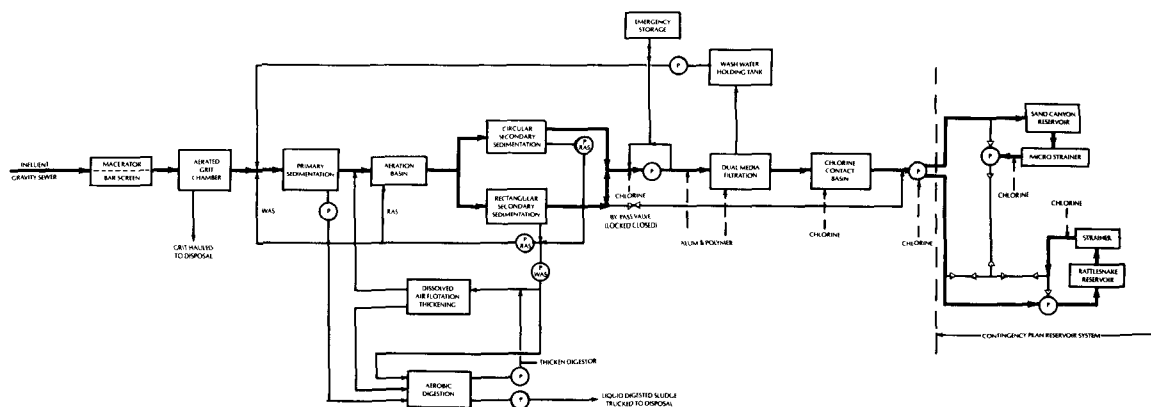 EMERGENCY
STORAGE
WASH WATER
HOLDING TANK
P
INFLUENT
GRAVITY SEWER
MACERATOR
BAR SCREEN
AERATED
GRIT
CHAMBER
PRIMARY
SEDIMENTATION
AERATION
BASIN
CIRCULAR
SECONDARY
SEDIMENTATION
P
RAS
RECTANGULAR
SECONDARY
SEDIMENTATION
P
CHLORINE
DUAL MEDIA
FILTRATION
CHLORINE
CONTACT
BASIN
P
SAND CANYON
RESERVOIR
P
MICRO STRAINER
CHLORINE
WAS
P
RAS
P
RAS
BY-PASS VALVE
(LOCKED CLOSED)
ALUM & POLYMER
CHLORINE
CHLORINE
CHLORINE
STRAINER
RATTLESNAKE
RESERVOIR
P
GRIT HAULED
TO DISPOSAL
P
WAS
DISSOLVED
AIR FLOTATION
THICKENING
CONTINGENCY PLAN RESERVOIR SYSTEM
THICKEN DIGESTOR
AEROBIC
DIGESTION
P
P
LIQUID DIGESTED SLUDGE
TRUCKED TO DISPOSAL